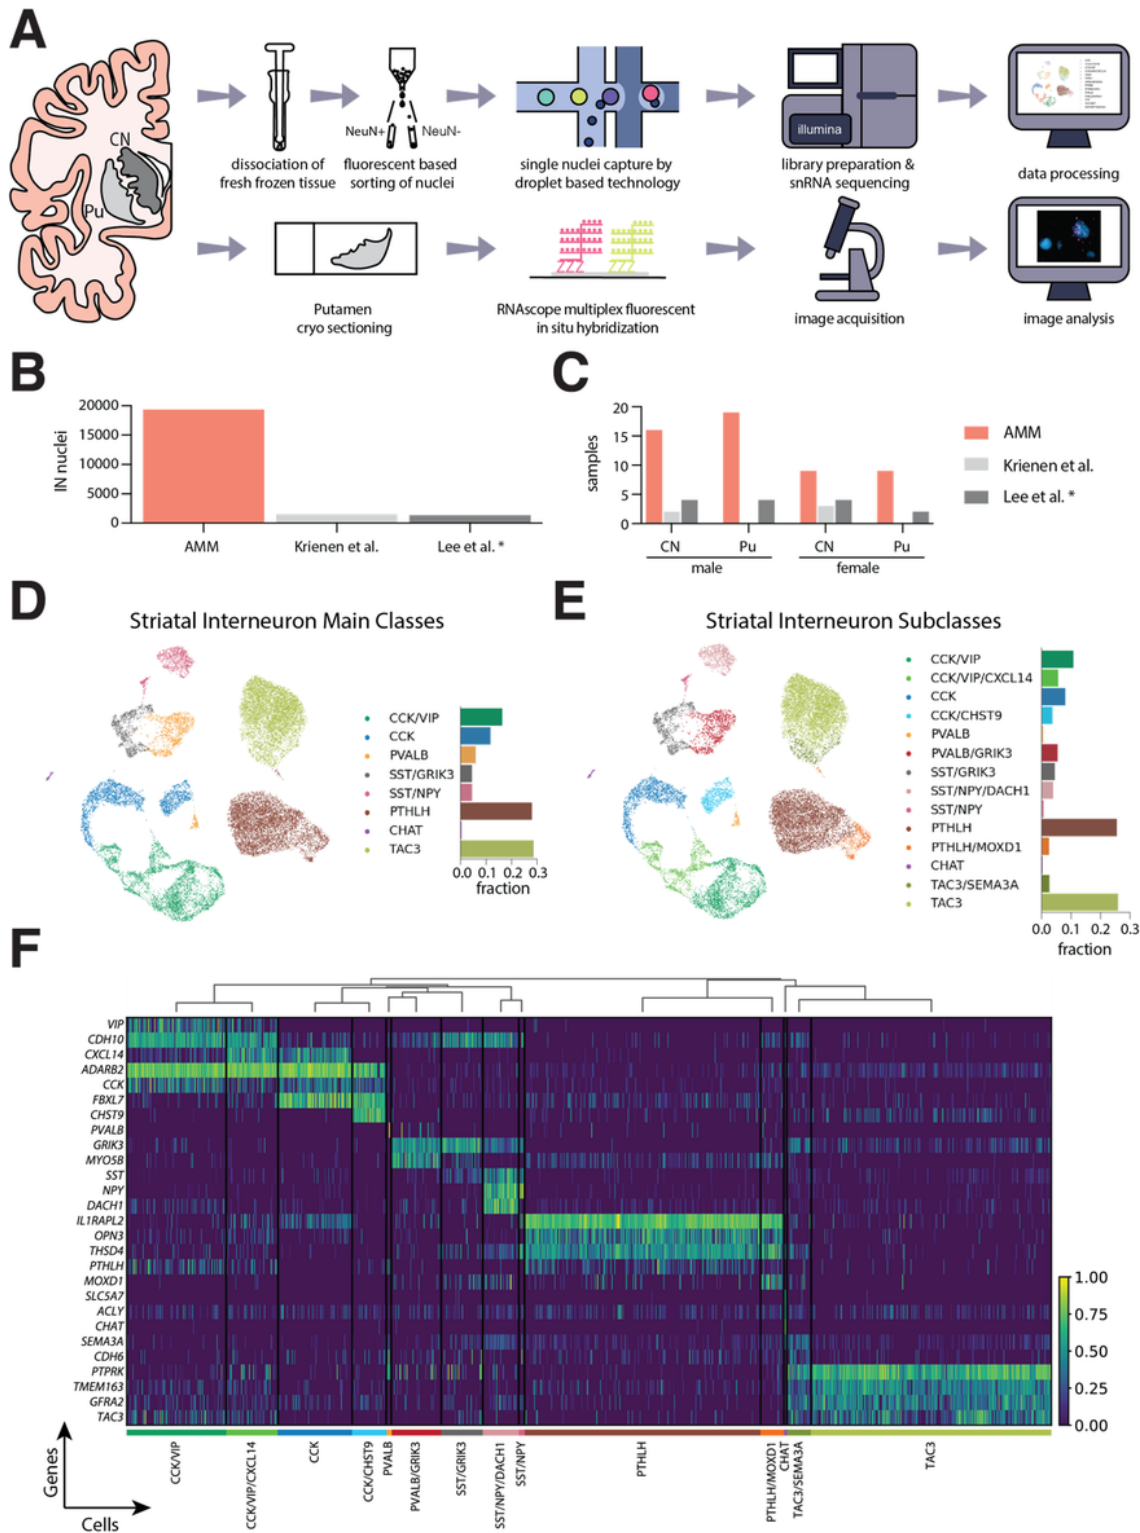 A
CN
Pu
NeuN+
NeuN-
illumina
dissociation of
fresh frozen tissue
fluorescent based
sorting of nuclei
single nuclei capture by
droplet based technology
library preparation &
snRNA sequencing
data processing
Putamen
cryo sectioning
RNAscope multiplex fluorescent
in situ hybridization
image acquisition
image analysis
B
IN nuclei
20000
15000
10000
5000
0
AMM
Krienen et al.
Lee et al. *
C
samples
20
15
10
5
0
CN
Pu
CN
Pu
male
female
AMM
Krienen et al.
Lee et al. *
D
Striatal Interneuron Main Classes
CCK/VIP
CCK
PVALB
SST/GRIK3
SST/NPY
PTHLH
CHAT
TAC3
0.0 0.1 0.2 0.3
fraction
E
Striatal Interneuron Subclasses
CCK/VIP
CCK/VIP/CXCL14
CCK
CCK/CHST9
PVALB
PVALB/GRIK3
SST/GRIK3
SST/NPY/DACH1
SST/NPY
PTHLH
PTHLH/MOXD1
CHAT
TAC3/SEMA3A
TAC3
0.0 0.1 0.2 0.3
fraction
F
VIP
CDH10
CXCL14
ADARB2
CCK
FBXL7
CHST9
PVALB
GRIK3
MYO5B
SST
NPY
DACH1
IL1RAPL2
OPN3
THSD4
PTHLH
MOXD1
SLC5A7
ACLY
CHAT
SEMA3A
CDH6
PTPRK
TMEM163
GFRA2
TAC3
1.00
0.75
0.50
0.25
0.00
CCK/VIP
CCK/VIP/CXCL14
CCK
CCK/CHST9
PVALB
PVALB/GRIK3
SST/GRIK3
SST/NPY/DACH1
SST/NPY
PTHLH
PTHLH/MOXD1
CHAT
TAC3/SEMA3A
TAC3
Genes
Cells